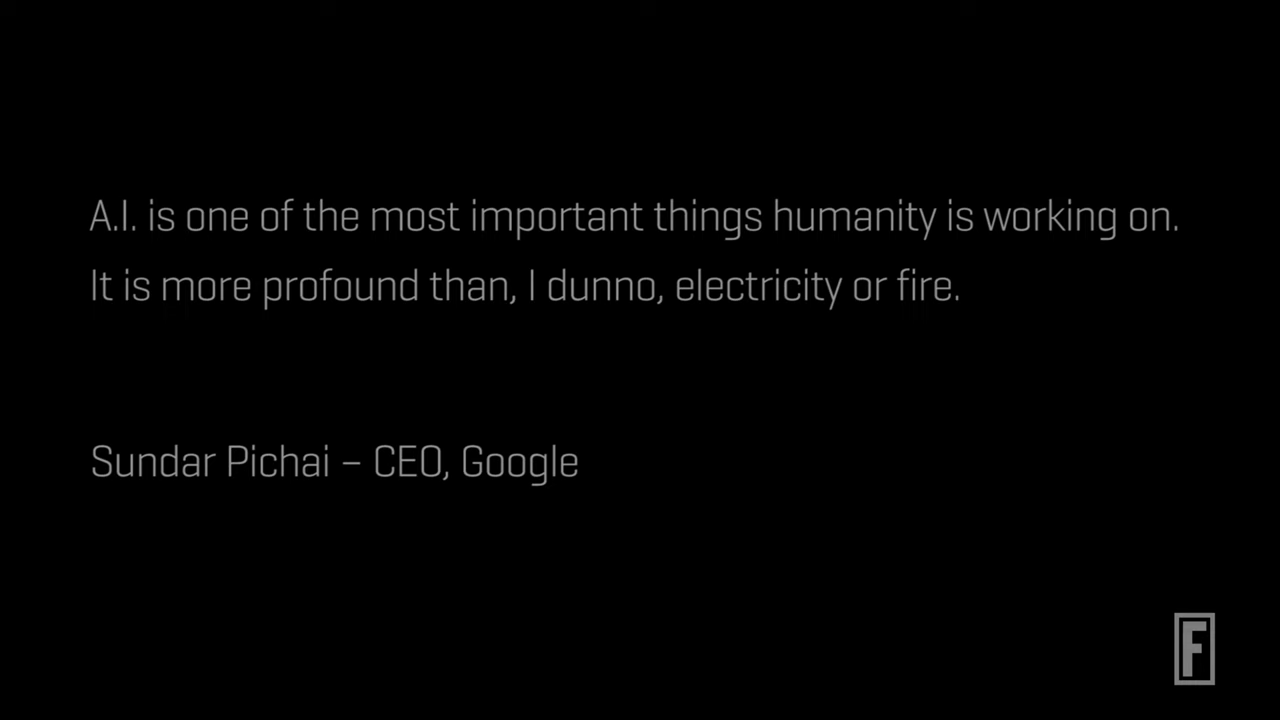 A.I. is one of the most important things humanity is working on.
It is more profound than, I dunno, electricity or fire.
Sundar Pichai – CEO, Google
F